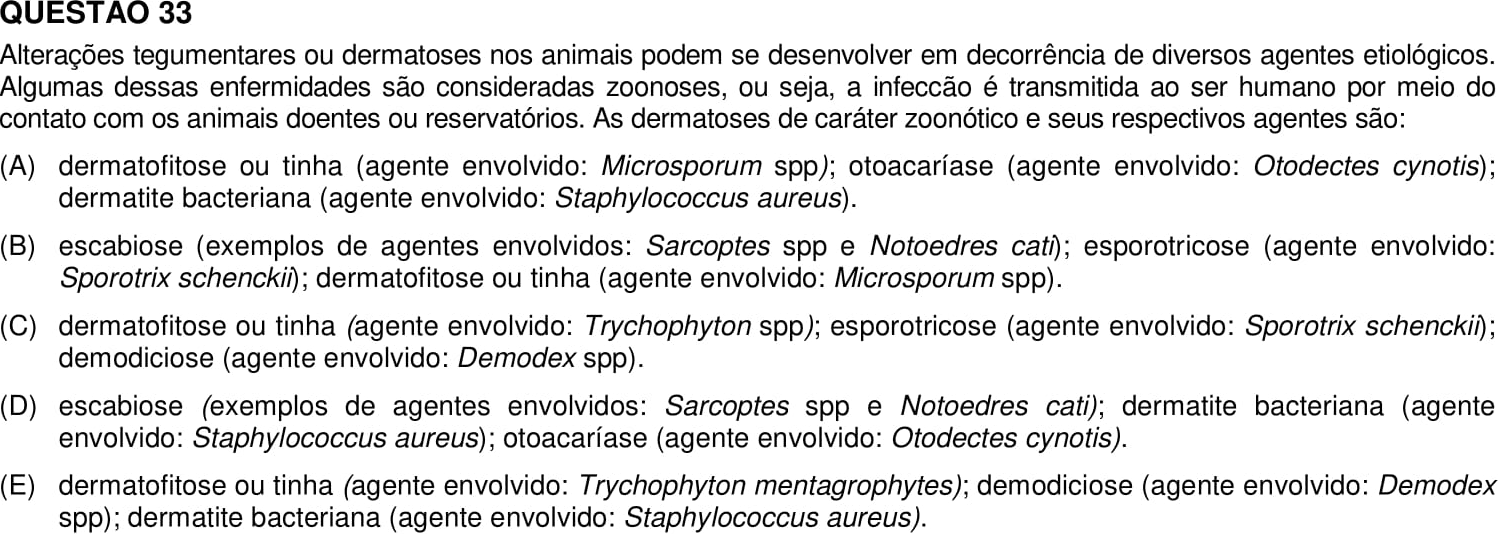 QUESTÃO 33
Alterações tegumentares ou dermatoses nos animais podem se desenvolver em decorrência de diversos agentes etiológicos.
Algumas dessas enfermidades são consideradas zoonoses, ou seja, a infeccão é transmitida ao ser humano por meio do
contato com os animais doentes ou reservatórios. As dermatoses de caráter zoonótico e seus respectivos agentes são:
(A) dermatofitose ou tinha (agente envolvido: Microsporum spp); otoacaríase (agente envolvido: Otodectes cynotis);
dermatite bacteriana (agente envolvido: Staphylococcus aureus).
(B) escabiose (exemplos de agentes envolvidos: Sarcoptes spp e Notoedres cati); esporotricose (agente envolvido:
Sporotrix schenckii); dermatofitose ou tinha (agente envolvido: Microsporum spp).
(C) dermatofitose ou tinha (agente envolvido: Trychophyton spp); esporotricose (agente envolvido: Sporotrix schenckii);
demodiciose (agente envolvido: Demodex spp).
(D) escabiose (exemplos de agentes envolvidos: Sarcoptes spp e Notoedres cati); dermatite bacteriana (agente
envolvido: Staphylococcus aureus); otoacaríase (agente envolvido: Otodectes cynotis).
(E) dermatofitose ou tinha (agente envolvido: Trychophyton mentagrophytes); demodiciose (agente envolvido: Demodex
spp); dermatite bacteriana (agente envolvido: Staphylococcus aureus).